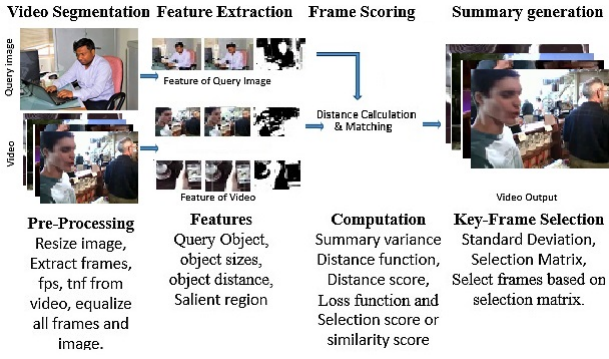 Video Segmentation
Feature Extraction
Frame Scoring
Summary generation
Query image
Feature of Query Image
Distance Calculation
& Matching
Video
Feature of Video
Video Output
Pre-Processing
Resize image,
Extract frames,
fps, tnf from
video, equalize
all frames and
image.
Features
Query Object,
object sizes,
object distance,
Salient region
Computation
Summary variance
Distance function,
Distance score,
Loss function and
Selection score or
similarity score
Key-Frame Selection
Standard Deviation,
Selection Matrix,
Select frames based on
selection matrix.